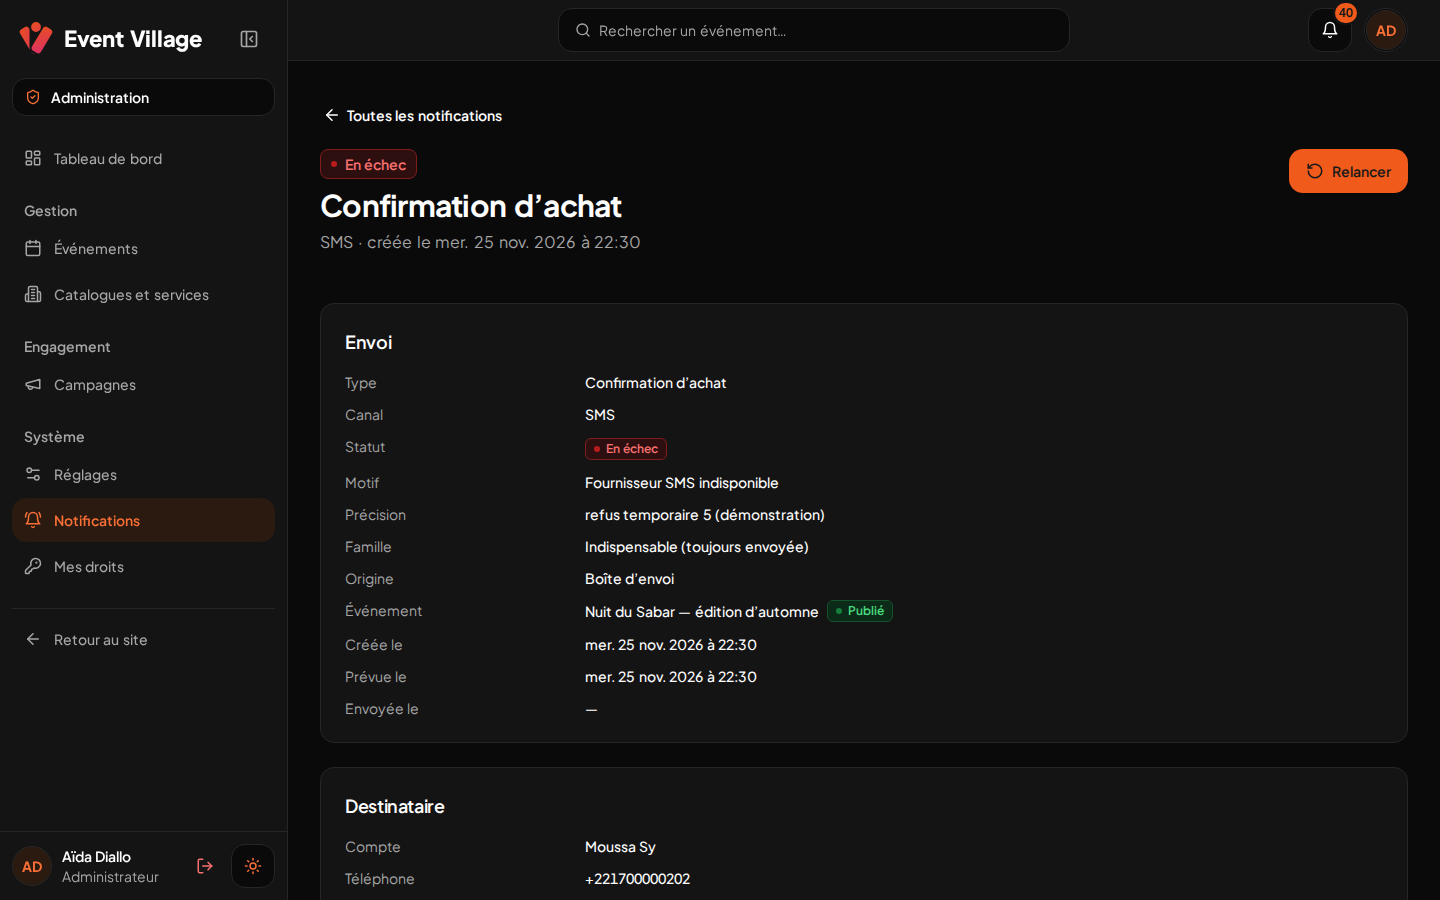 Event Village
Rechercher un événement...
40
AD
Administration
Toutes les notifications
Tableau de bord
En échec
Relancer
Confirmation d’achat
SMS · créée le mer. 25 nov. 2026 à 22:30
Gestion
Événements
Catalogues et services
Engagement
Campagnes
Système
Réglages
Notifications
Mes droits
Retour au site
Envoi
Type Confirmation d’achat
Canal SMS
Statut En échec
Motif Fournisseur SMS indisponible
Précision refus temporaire 5 (démonstration)
Famille Indispensable (toujours envoyée)
Origine Boîte d’envoi
Événement Nuit du Sabar — édition d’automne Publié
Créée le mer. 25 nov. 2026 à 22:30
Prévue le mer. 25 nov. 2026 à 22:30
Envoyée le —
Destinataire
Compte Moussa Sy
Téléphone +221700000202
AD
Aïda Diallo
Administrateur